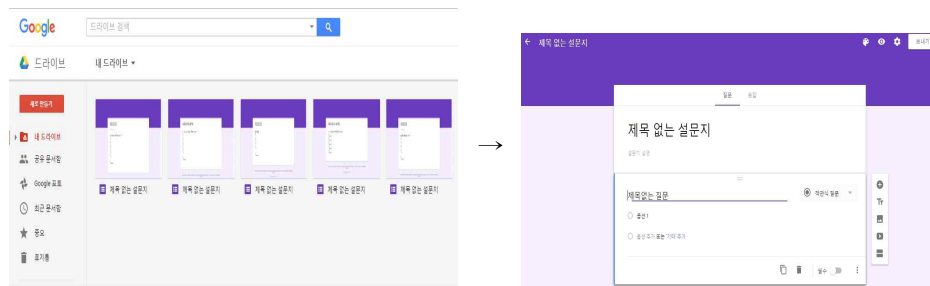 Google
드라이브 검색
드라이브
내 드라이브
새로 만들기
내 드라이브
공유 문서함
Google 포토
최근 문서함
중요
휴지통
제목 없는 설문지
제목 없는 설문지
제목 없는 설문지
제목 없는 설문지
제목 없는 설문지
→
제목 없는 설문지
보내기
질문
응답
제목 없는 설문지
설문지 설명
제목없는 질문
객관식 질문
옵션 1
옵션 추가 또는 '기타' 추가
필수
Tr